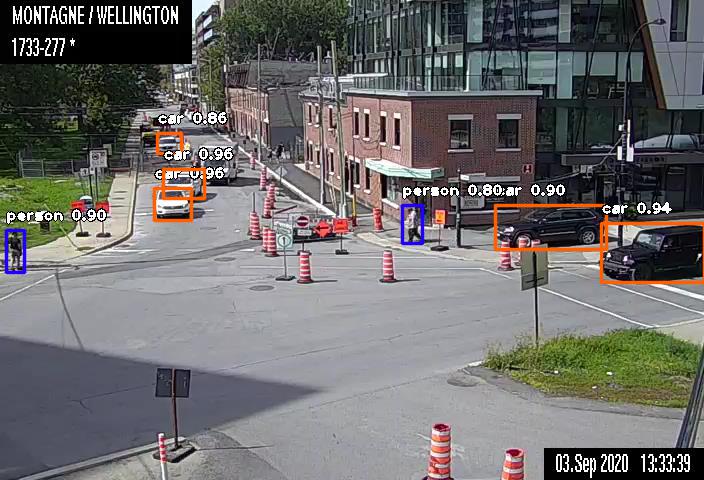 MONTAGNE / WELLINGTON
1733-277 *
car 0.86
car 0.96
car 0.96
person 0.90
person 0.80
car 0.90
car 0.94
03.Sep 2020 13:33:39